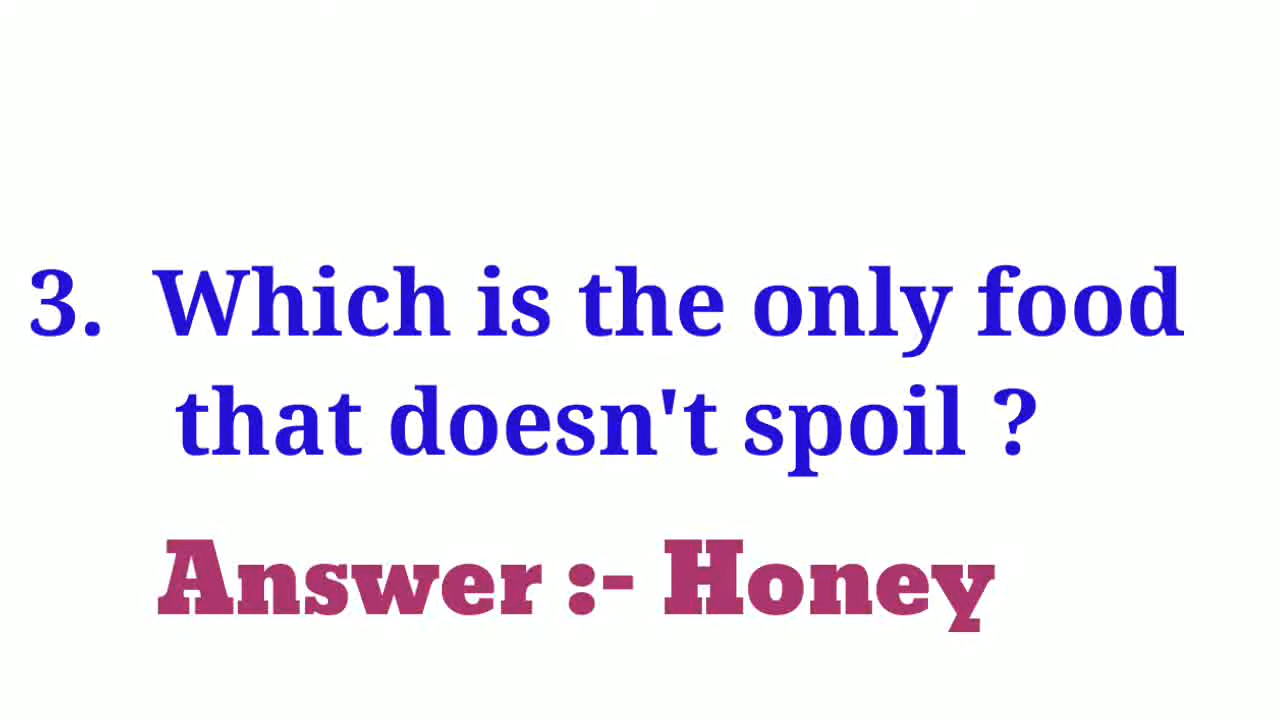 3. Which is the only food
that doesn't spoil ?
Answer :- Honey